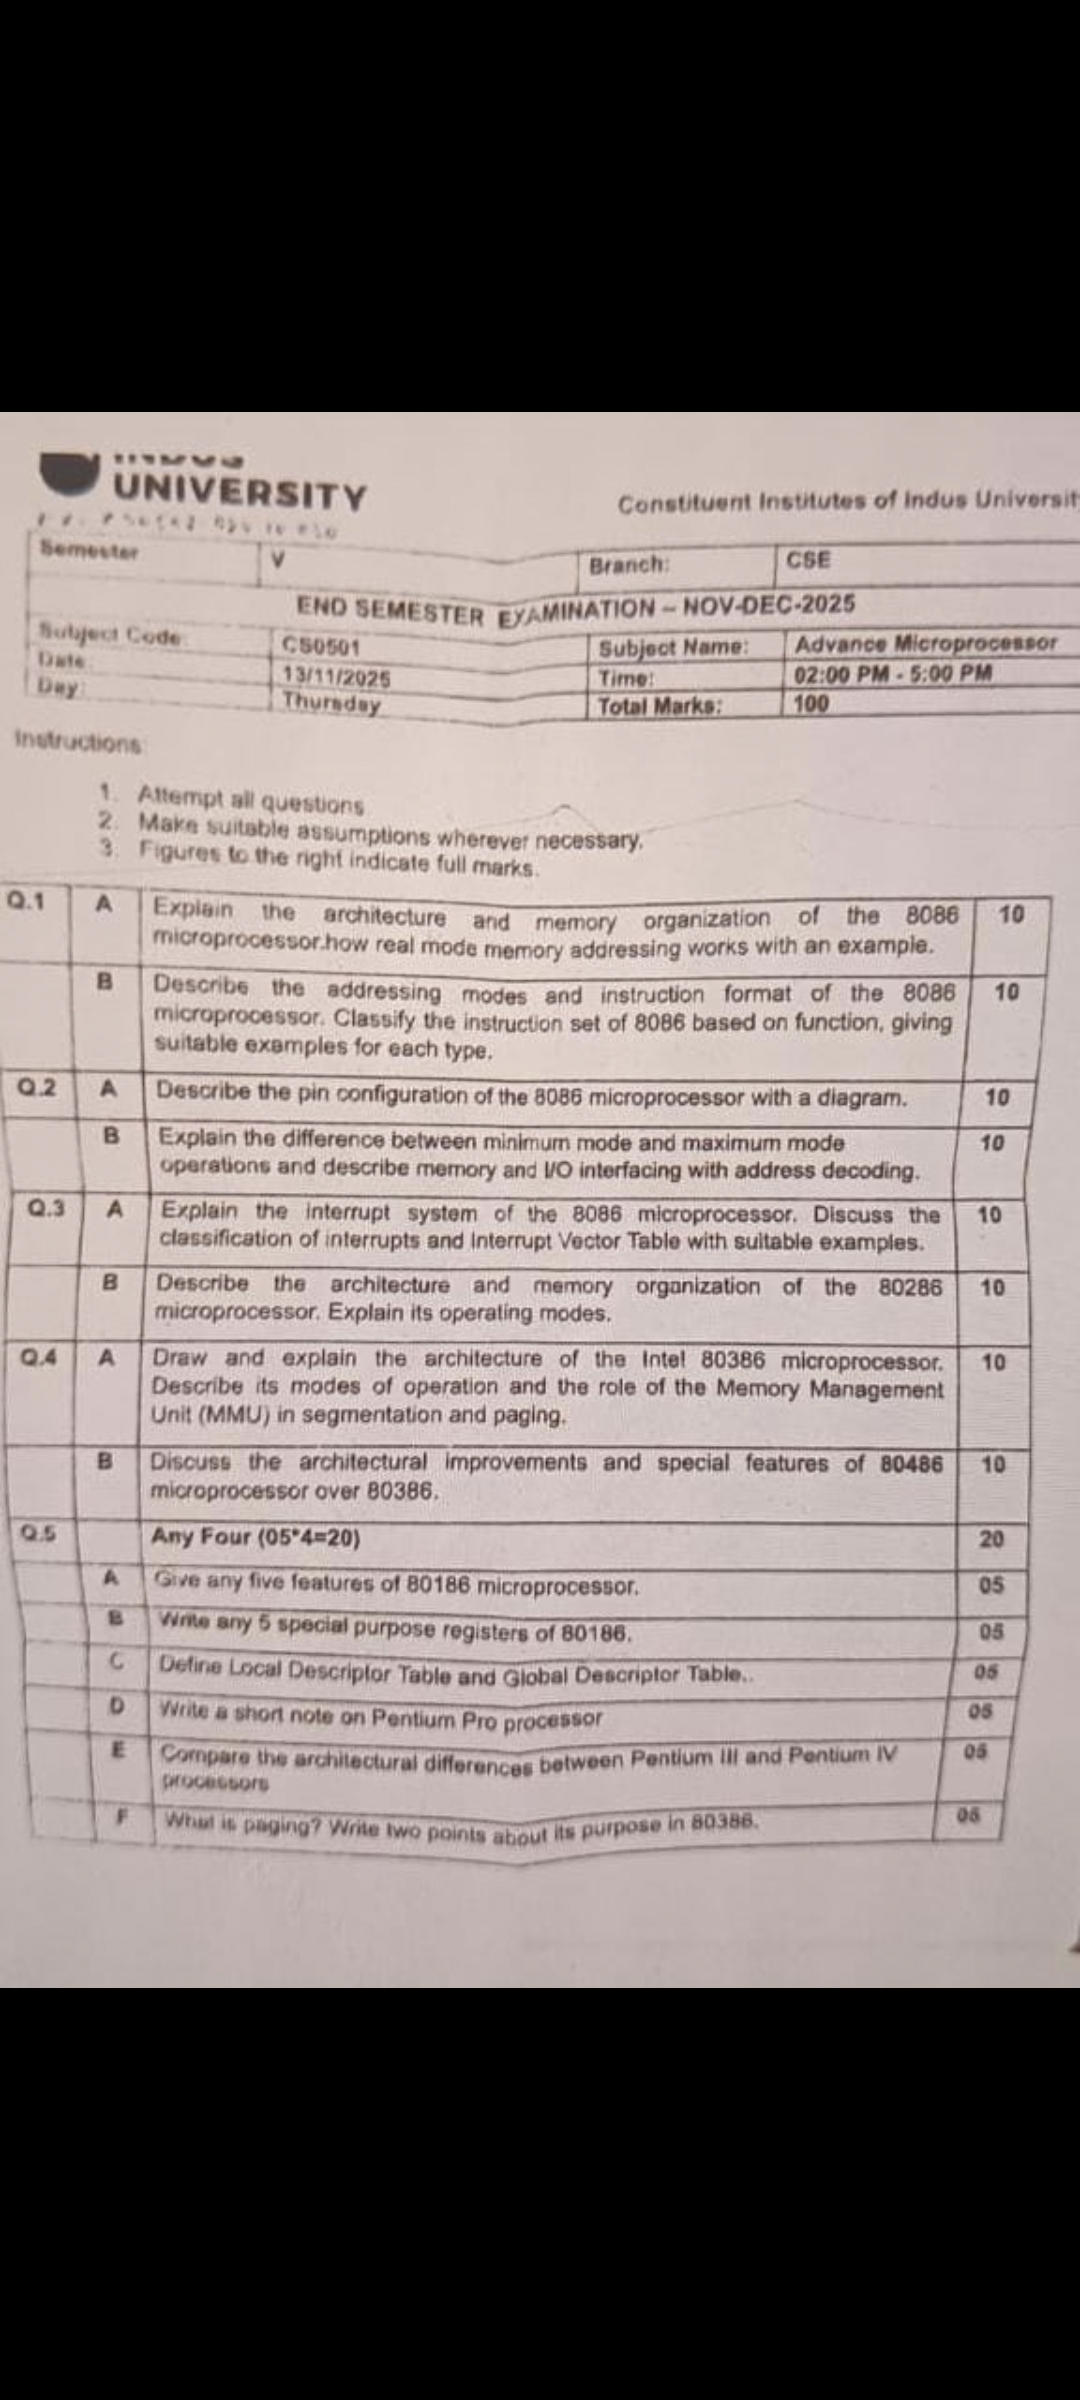 UNIVERSITY
Constituent Institutes of Indus Universit
Semester V Branch: CSE
END SEMESTER EXAMINATION – NOV-DEC-2025
Subject Code: CS0501 Subject Name: Advance Microprocessor
Date: 13/11/2025 Time: 02:00 PM - 5:00 PM
Day: Thursday Total Marks: 100
Instructions:
1. Attempt all questions
2. Make suitable assumptions wherever necessary.
3. Figures to the right indicate full marks.
Q.1 A Explain the architecture and memory organization of the 8086 10
microprocessor.how real mode memory addressing works with an example.
B Describe the addressing modes and instruction format of the 8086 10
microprocessor. Classify the instruction set of 8086 based on function, giving
suitable examples for each type.
Q.2 A Describe the pin configuration of the 8086 microprocessor with a diagram. 10
B Explain the difference between minimum mode and maximum mode 10
operations and describe memory and I/O interfacing with address decoding.
Q.3 A Explain the interrupt system of the 8086 microprocessor. Discuss the 10
classification of interrupts and Interrupt Vector Table with suitable examples.
B Describe the architecture and memory organization of the 80286 10
microprocessor. Explain its operating modes.
Q.4 A Draw and explain the architecture of the Intel 80386 microprocessor. 10
Describe its modes of operation and the role of the Memory Management
Unit (MMU) in segmentation and paging.
B Discuss the architectural improvements and special features of 80486 10
microprocessor over 80386.
Q.5 Any Four (05*4=20) 20
A Give any five features of 80186 microprocessor. 05
B Write any 5 special purpose registers of 80186. 05
C Define Local Descriptor Table and Global Descriptor Table.. 05
D Write a short note on Pentium Pro processor 05
E Compare the architectural differences between Pentium III and Pentium IV 05
processors
F What is paging? Write two points about its purpose in 80386. 05